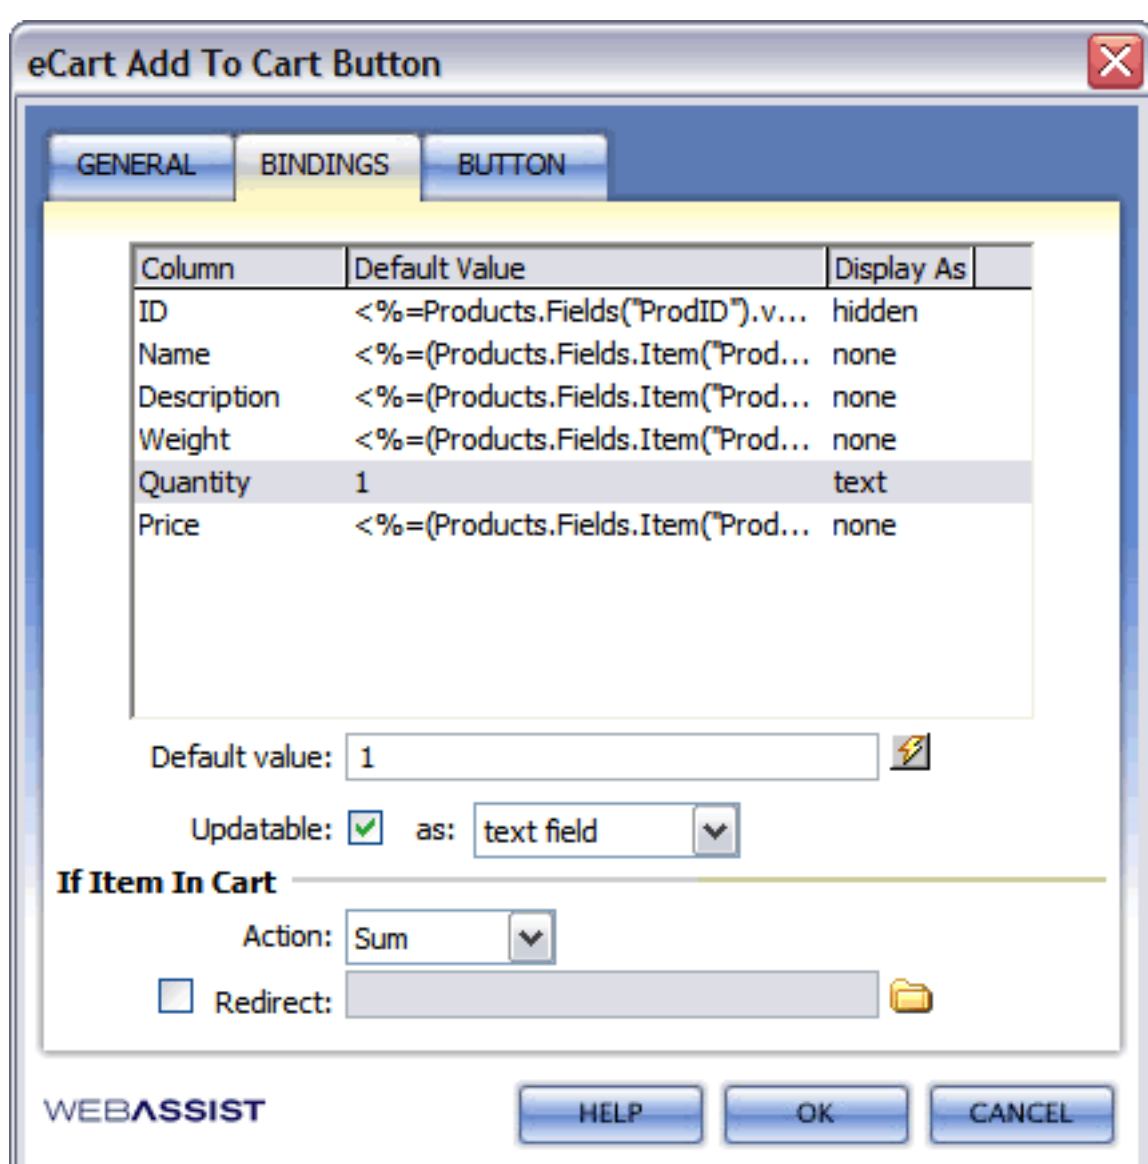 eCart Add To Cart Button
GENERAL BINDINGS BUTTON
Column Default Value Display As
ID <%=Products.Fields("ProdID").v... hidden
Name <%=(Products.Fields.Item("Prod... none
Description <%=(Products.Fields.Item("Prod... none
Weight <%=(Products.Fields.Item("Prod... none
Quantity 1 text
Price <%=(Products.Fields.Item("Prod... none
Default value: 1
Updatable: as: text field
If Item In Cart
Action: Sum
Redirect:
WEBASSIST HELP OK CANCEL